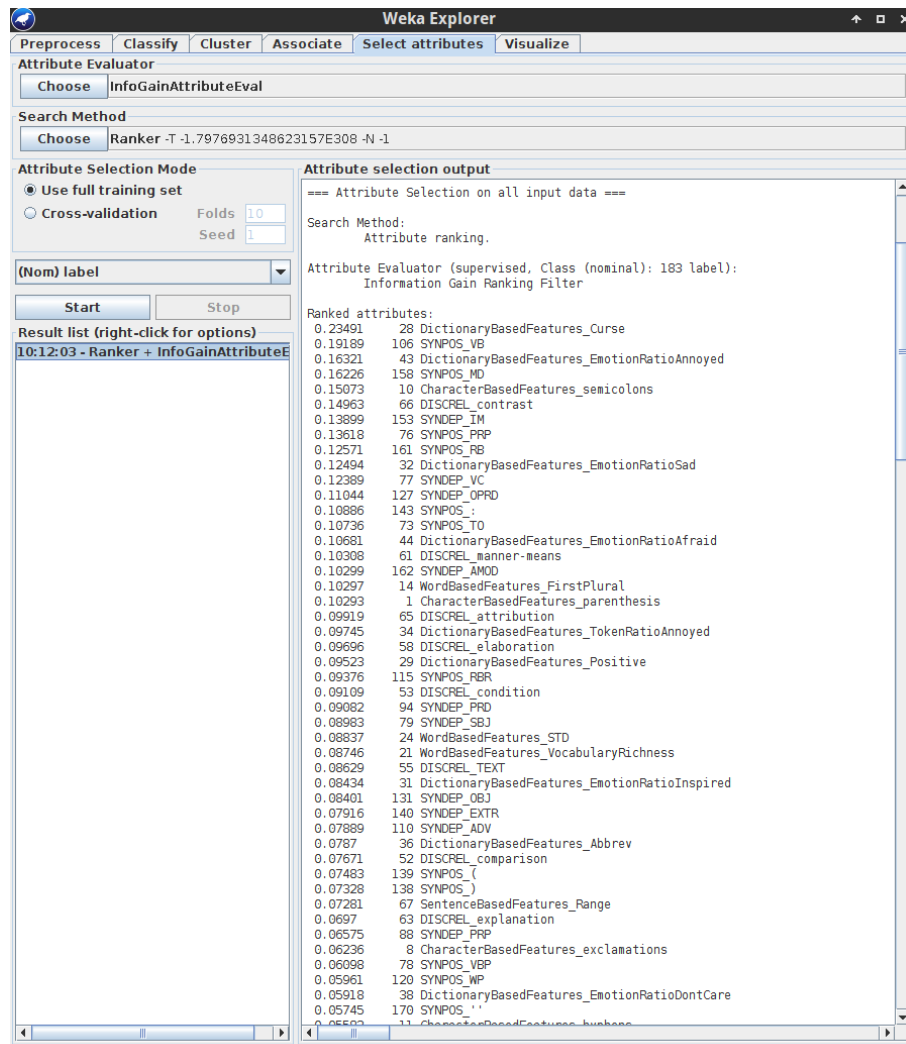 Weka Explorer
Preprocess Classify Cluster Associate Select attributes Visualize
Attribute Evaluator
Choose InfoGainAttributeEval
Search Method
Choose Ranker -T -1.7976931348623157E308 -N -1
Attribute Selection Mode
Use full training set
Cross-validation Folds 10
Seed 1
(Nom) label
Start Stop
Result list (right-click for options)
10:12:03 - Ranker + InfoGainAttributeE
Attribute selection output
=== Attribute Selection on all input data ===
Search Method:
Attribute ranking.
Attribute Evaluator (supervised, Class (nominal): 183 label):
Information Gain Ranking Filter
Ranked attributes:
0.23491 28 DictionaryBasedFeatures_Curse
0.19189 106 SYNPOS_VB
0.16321 43 DictionaryBasedFeatures_EmotionRatioAnnoyed
0.16226 158 SYNPOS_MD
0.15073 10 CharacterBasedFeatures_semicolons
0.14963 66 DISCREL_contrast
0.13899 153 SYNDEP_IM
0.13618 76 SYNPOS_PRP
0.12571 161 SYNPOS_RB
0.12494 32 DictionaryBasedFeatures_EmotionRatioSad
0.12389 77 SYNDEP_VC
0.11044 127 SYNDEP_OPRD
0.10886 143 SYNPOS_:
0.10736 73 SYNPOS_TO
0.10681 44 DictionaryBasedFeatures_EmotionRatioAfraid
0.10308 61 DISCREL_manner-means
0.10299 162 SYNDEP_AMOD
0.10297 14 WordBasedFeatures_FirstPlural
0.10293 1 CharacterBasedFeatures_parenthesis
0.09919 65 DISCREL_attribution
0.09745 34 DictionaryBasedFeatures_TokenRatioAnnoyed
0.09696 58 DISCREL_elaboration
0.09523 29 DictionaryBasedFeatures_Positive
0.09376 115 SYNPOS_RBR
0.09109 53 DISCREL_condition
0.09082 94 SYNDEP_PRD
0.08983 79 SYNDEP_SBJ
0.08837 24 WordBasedFeatures_STD
0.08746 21 WordBasedFeatures_VocabularyRichness
0.08629 55 DISCREL_TEXT
0.08434 31 DictionaryBasedFeatures_EmotionRatioInspired
0.08401 131 SYNDEP_OBJ
0.07916 140 SYNDEP_EXTR
0.07889 110 SYNDEP_ADV
0.0787 36 DictionaryBasedFeatures_Abbrev
0.07671 52 DISCREL_comparison
0.07483 139 SYNPOS_(
0.07328 138 SYNPOS_)
0.07281 67 SentenceBasedFeatures_Range
0.0697 63 DISCREL_explanation
0.06575 88 SYNDEP_PRP
0.06236 8 CharacterBasedFeatures_exclamations
0.06098 78 SYNPOS_VBP
0.05961 120 SYNPOS_WP
0.05918 38 DictionaryBasedFeatures_EmotionRatioDontCare
0.05745 170 SYNPOS_''
11 CharacterBasedFeatures_hyphens